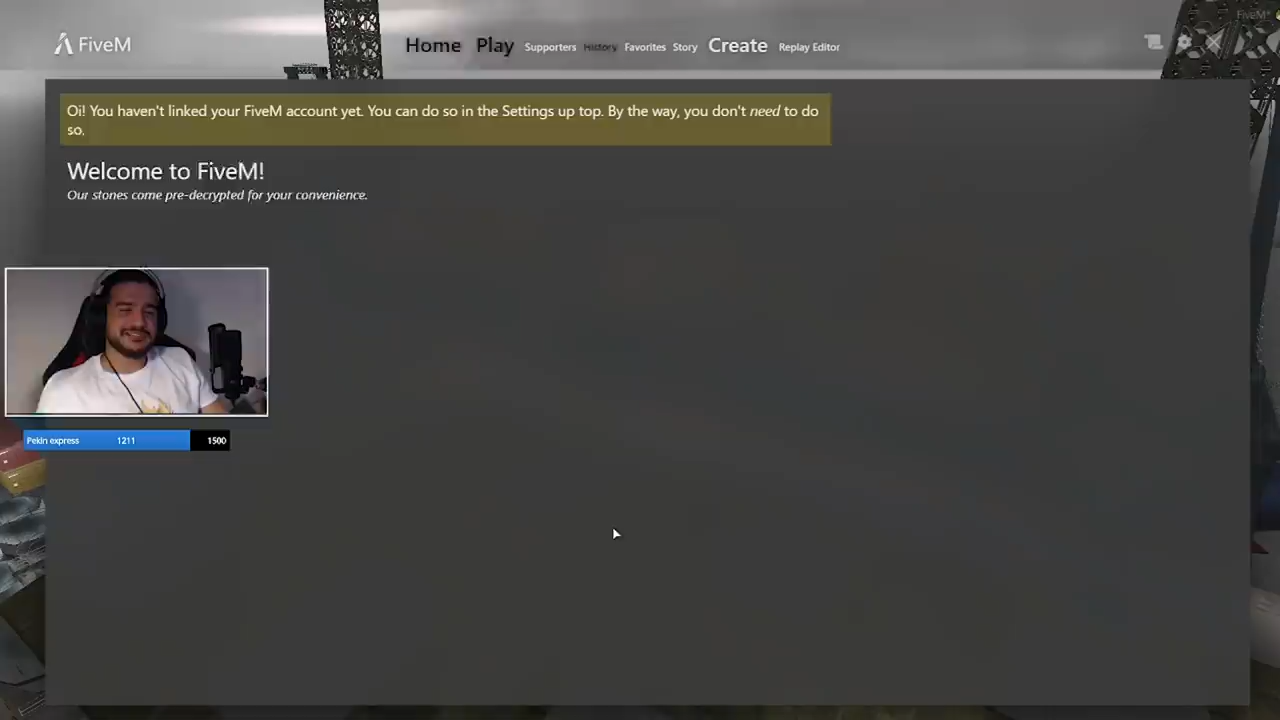 FiveM
Home Play Supporters History Favorites Story Create Replay Editor
FiveM*
Oi! You haven't linked your FiveM account yet. You can do so in the Settings up top. By the way, you don't need to do
so.
Welcome to FiveM!
Our stones come pre-decrypted for your convenience.
Pekin express 1211 1500